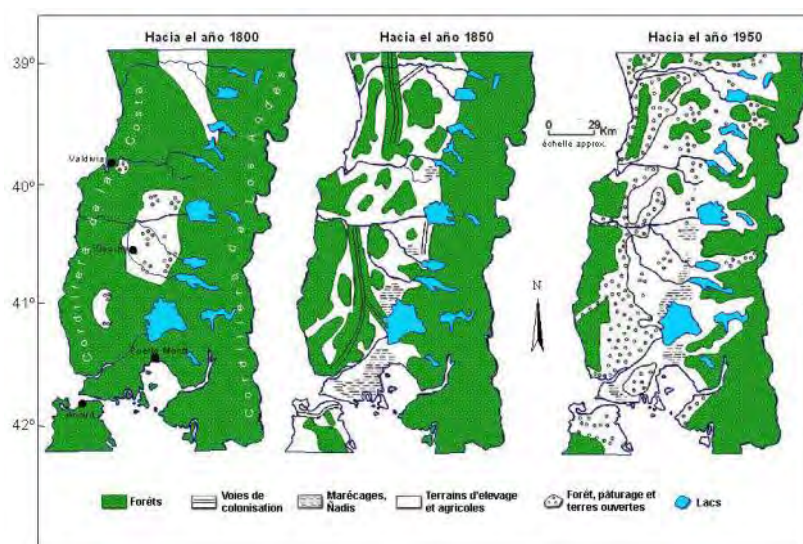 Hacia el año 1800
Hacia el año 1850
Hacia el año 1950
39°
40°
41°
42°
Cordillera de la Costa
Cordillera de Los Andes
Valdivia
Puerto Montt
Ancud
0 29 Km
échelle approx.
N
Forêts
Voies de
colonisation
Marécages,
Ñadis
Terrains d'elevage
et agricoles
Forêt, pâturage et
terres ouvertes
Lacs